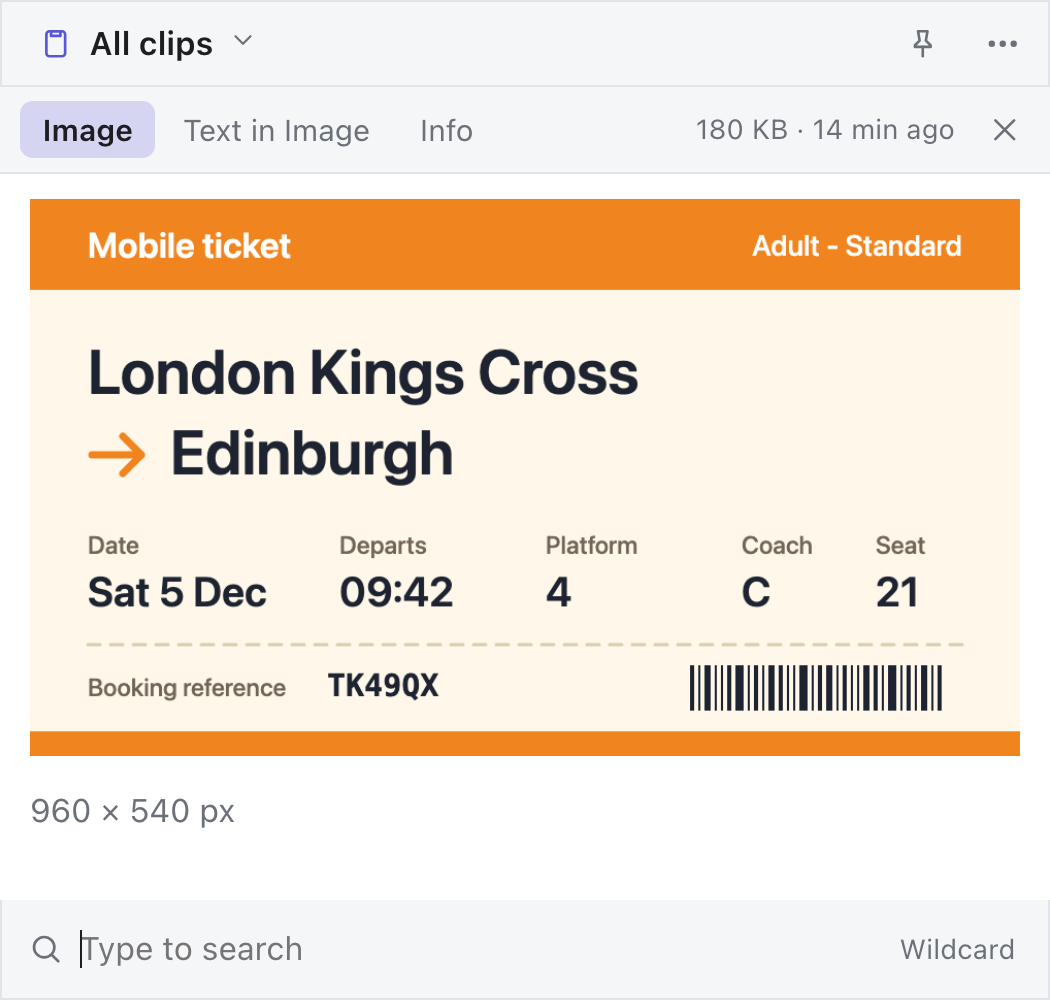 All clips
Image Text in Image Info 180 KB · 14 min ago
Mobile ticket Adult - Standard
London Kings Cross
→ Edinburgh
Date Departs Platform Coach Seat
Sat 5 Dec 09:42 4 C 21
Booking reference TK49QX
960 × 540 px
Type to search Wildcard